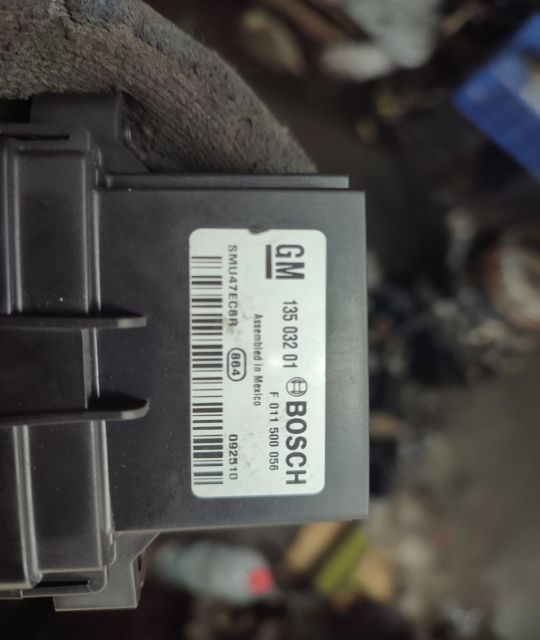 GM 135 032 01 BOSCH
F 011 500 056
Assembled in Mexico
SMU47EC8R 864 092510